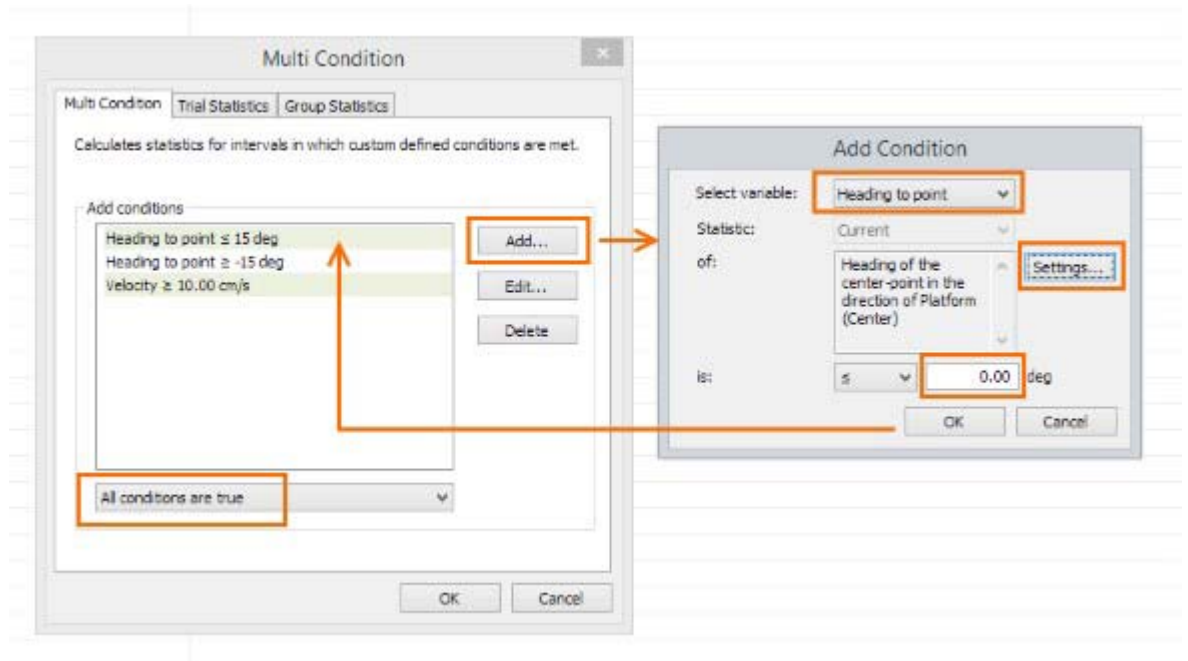 Multi Condition
Multi Condition Trial Statistics Group Statistics
Calculates statistics for intervals in which custom defined conditions are met.
Add conditions
Heading to point ≤ 15 deg
Heading to point ≥ -15 deg
Velocity ≥ 10.00 cm/s
Add...
Edit...
Delete
All conditions are true
OK Cancel
Add Condition
Select variable: Heading to point
Statistic: Current
of: Heading of the
center-point in the
direction of Platform
(Center)
Settings...
is: ≤ 0.00 deg
OK Cancel